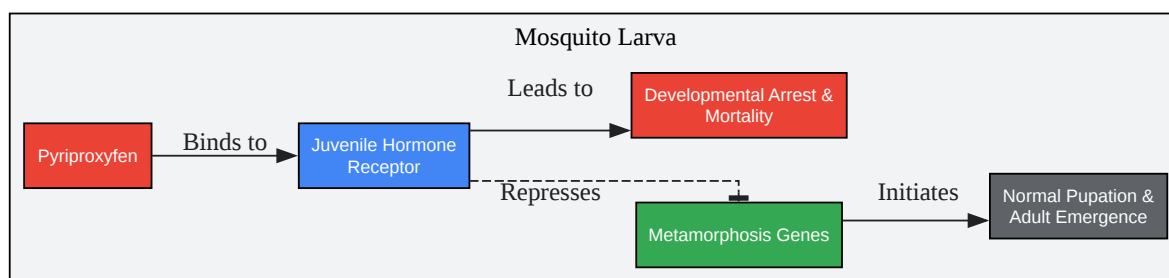 Mosquito Larva
Pyriproxyfen
Binds to
Juvenile Hormone
Receptor
Leads to
Developmental Arrest &
Mortality
Represses
Metamorphosis Genes
Initiates
Normal Pupation &
Adult Emergence